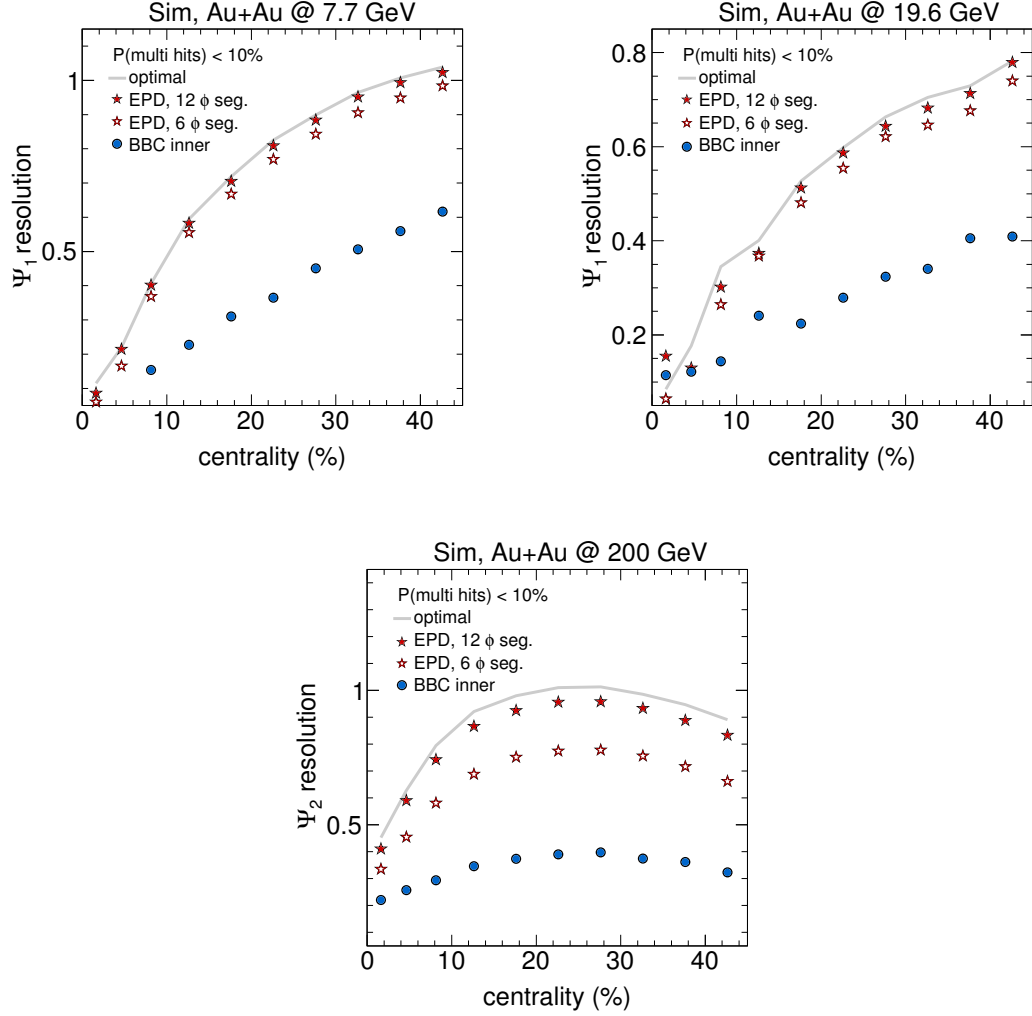 Sim, Au+Au @ 7.7 GeV
P(multi hits) < 10%
optimal
EPD, 12 ϕ seg.
EPD, 6 ϕ seg.
BBC inner
1
0.5
Ψ1 resolution
0 10 20 30 40
centrality (%)
Sim, Au+Au @ 19.6 GeV
P(multi hits) < 10%
optimal
EPD, 12 ϕ seg.
EPD, 6 ϕ seg.
BBC inner
0.8
0.6
0.4
0.2
Ψ1 resolution
0 10 20 30 40
centrality (%)
Sim, Au+Au @ 200 GeV
P(multi hits) < 10%
optimal
EPD, 12 ϕ seg.
EPD, 6 ϕ seg.
BBC inner
1
0.5
Ψ2 resolution
0 10 20 30 40
centrality (%)